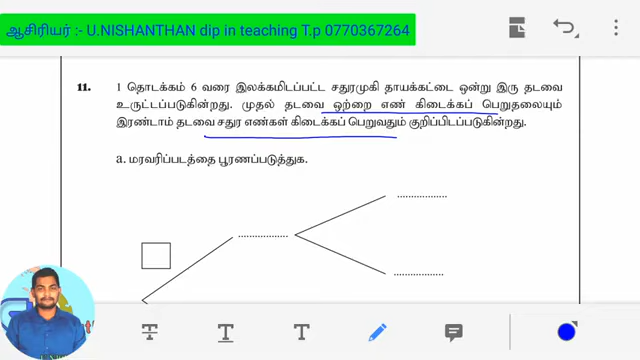 ஆசிரியர் :- U.NISHANTHAN dip in teaching T.p 0770367264
11. 1 தொடக்கம் 6 வரை இலக்கமிடப்பட்ட சதுரமுகி தாயக்கட்டை ஒன்று இரு தடவை
உருட்டப்படுகின்றது. முதல் தடவை ஒற்றை எண் கிடைக்கப் பெறுதலையும்
இரண்டாம் தடவை சதுர எண்கள் கிடைக்கப் பெறுவதும் குறிப்பிடப்படுகின்றது.
a. மரவரிப்படத்தை பூரணப்படுத்துக.